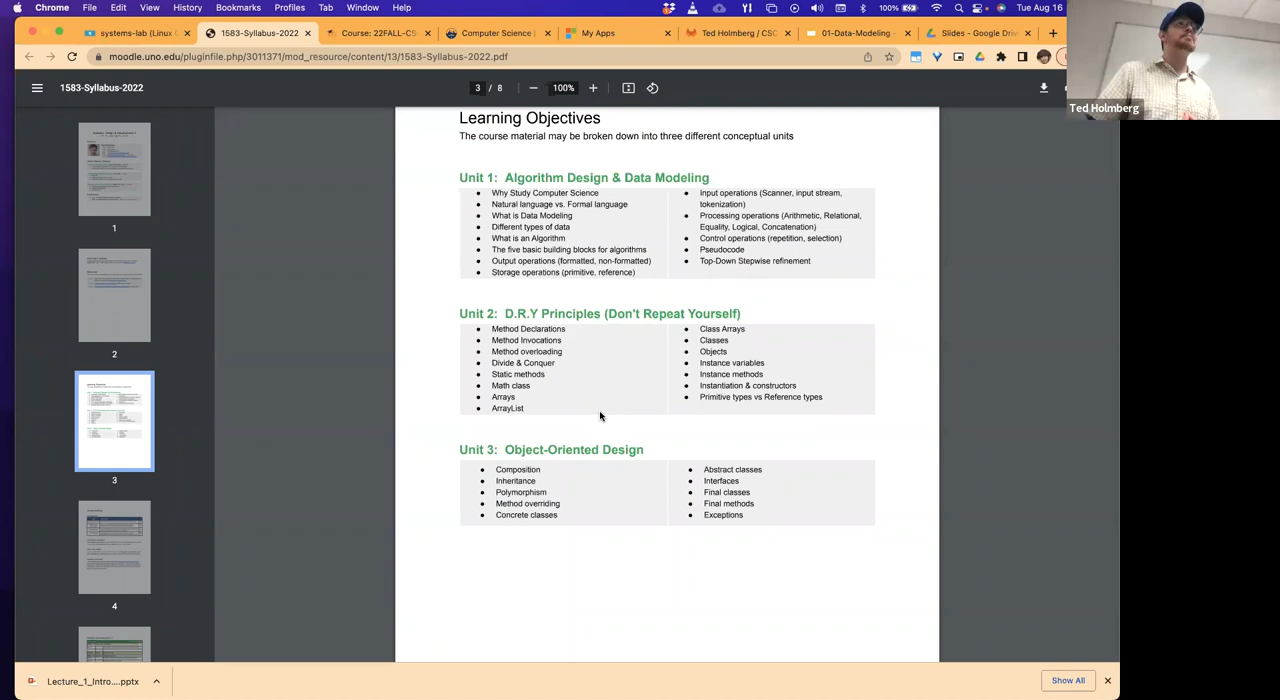 Chrome File Edit View History Bookmarks Profiles Tab Window Help 100% Tue Aug 16
systems-lab (Linux 1583-Syllabus-2022 Course: 22FALL-CS Computer Science | My Apps Ted Holmberg / CSC 01-Data-Modeling - Slides - Google Driv
moodle.uno.edu/pluginfile.php/3011371/mod_resource/content/13/1583-Syllabus-2022.pdf
Ted Holmberg
1583-Syllabus-2022 3 / 8 100%
1
2
3
4
Learning Objectives
The course material may be broken down into three different conceptual units
Unit 1: Algorithm Design & Data Modeling
Why Study Computer Science
Natural language vs. Formal language
What is Data Modeling
Different types of data
What is an Algorithm
The five basic building blocks for algorithms
Output operations (formatted, non-formatted)
Storage operations (primitive, reference)
Input operations (Scanner, input stream,
tokenization)
Processing operations (Arithmetic, Relational,
Equality, Logical, Concatenation)
Control operations (repetition, selection)
Pseudocode
Top-Down Stepwise refinement
Unit 2: D.R.Y Principles (Don't Repeat Yourself)
Method Declarations
Method Invocations
Method overloading
Divide & Conquer
Static methods
Math class
Arrays
ArrayList
Class Arrays
Classes
Objects
Instance variables
Instance methods
Instantiation & constructors
Primitive types vs Reference types
Unit 3: Object-Oriented Design
Composition
Inheritance
Polymorphism
Method overriding
Concrete classes
Abstract classes
Interfaces
Final classes
Final methods
Exceptions
Lecture_1_Intro....pptx
Show All